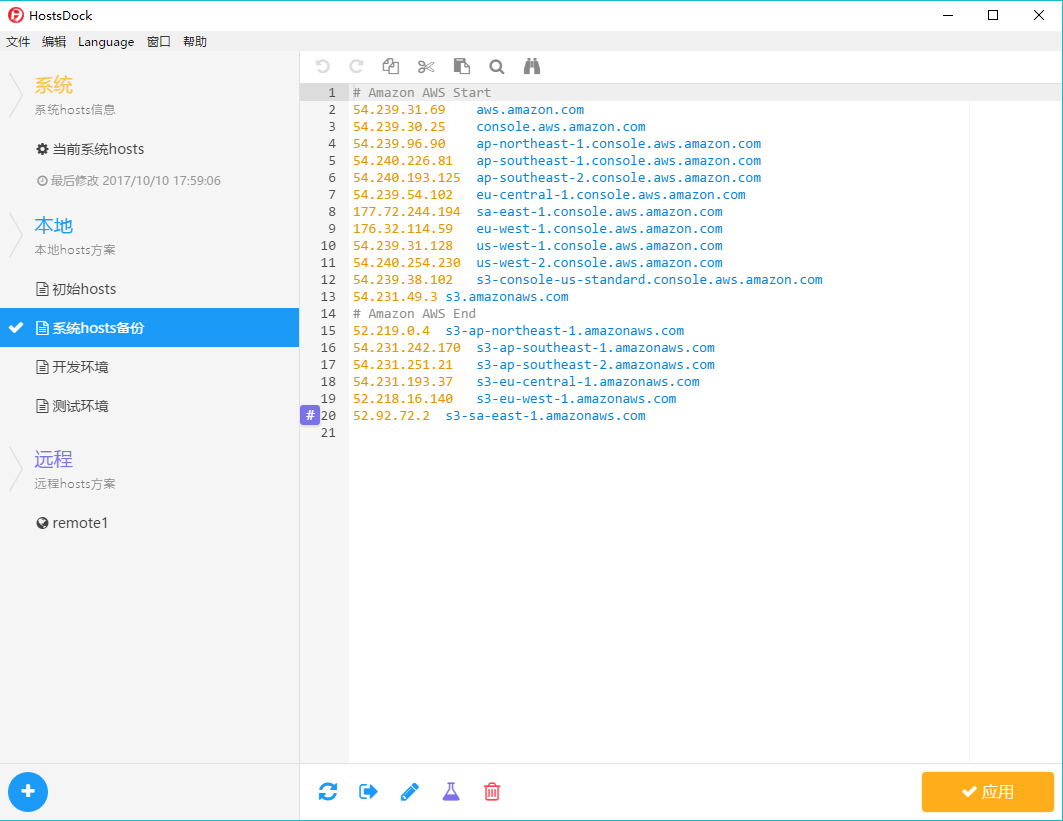 HostsDock
文件 编辑 Language 窗口 帮助
系统
系统hosts信息
当前系统hosts
最后修改 2017/10/10 17:59:06
本地
本地hosts方案
初始hosts
系统hosts备份
开发环境
测试环境
远程
远程hosts方案
remote1
1 # Amazon AWS Start
2 54.239.31.69 aws.amazon.com
3 54.239.30.25 console.aws.amazon.com
4 54.239.96.90 ap-northeast-1.console.aws.amazon.com
5 54.240.226.81 ap-southeast-1.console.aws.amazon.com
6 54.240.193.125 ap-southeast-2.console.aws.amazon.com
7 54.239.54.102 eu-central-1.console.aws.amazon.com
8 177.72.244.194 sa-east-1.console.aws.amazon.com
9 176.32.114.59 eu-west-1.console.aws.amazon.com
10 54.239.31.128 us-west-1.console.aws.amazon.com
11 54.240.254.230 us-west-2.console.aws.amazon.com
12 54.239.38.102 s3-console-us-standard.console.aws.amazon.com
13 54.231.49.3 s3.amazonaws.com
14 # Amazon AWS End
15 52.219.0.4 s3-ap-northeast-1.amazonaws.com
16 54.231.242.170 s3-ap-southeast-1.amazonaws.com
17 54.231.251.21 s3-ap-southeast-2.amazonaws.com
18 54.231.193.37 s3-eu-central-1.amazonaws.com
19 52.218.16.140 s3-eu-west-1.amazonaws.com
# 20 52.92.72.2 s3-sa-east-1.amazonaws.com
21
应用